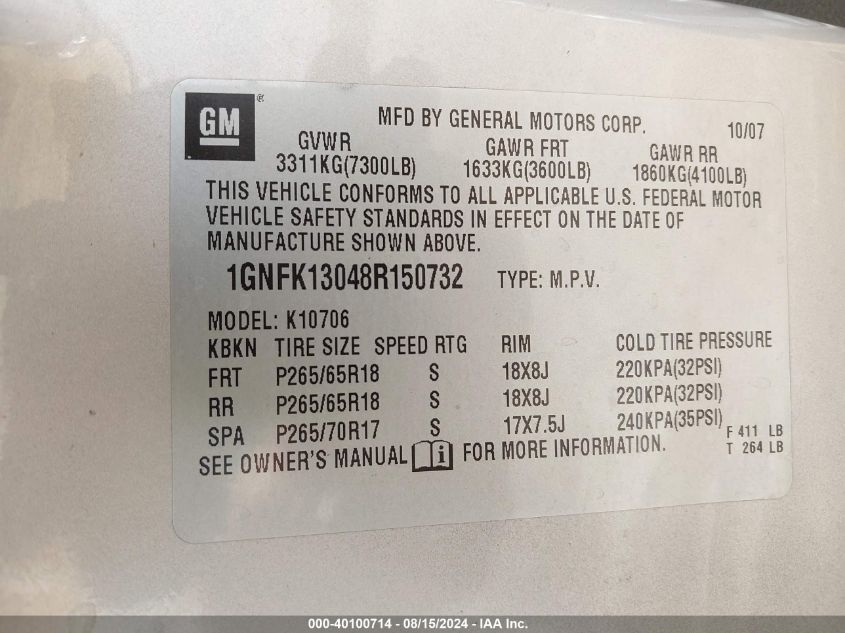 GM®
MFD BY GENERAL MOTORS CORP. 10/07
GVWR GAWR FRT GAWR RR
3311KG(7300LB) 1633KG(3600LB) 1860KG(4100LB)
THIS VEHICLE CONFORMS TO ALL APPLICABLE U.S. FEDERAL MOTOR
VEHICLE SAFETY STANDARDS IN EFFECT ON THE DATE OF
MANUFACTURE SHOWN ABOVE.
1GNFK13048R150732 TYPE: M.P.V.
MODEL: K10706
KBKN TIRE SIZE SPEED RTG RIM COLD TIRE PRESSURE
FRT P265/65R18 S 18X8J 220KPA(32PSI)
RR P265/65R18 S 18X8J 220KPA(32PSI)
SPA P265/70R17 S 17X7.5J 240KPA(35PSI) F 411 LB
SEE OWNER'S MANUAL i FOR MORE INFORMATION. T 264 LB
000-40100714 - 08/15/2024 - IAA Inc.